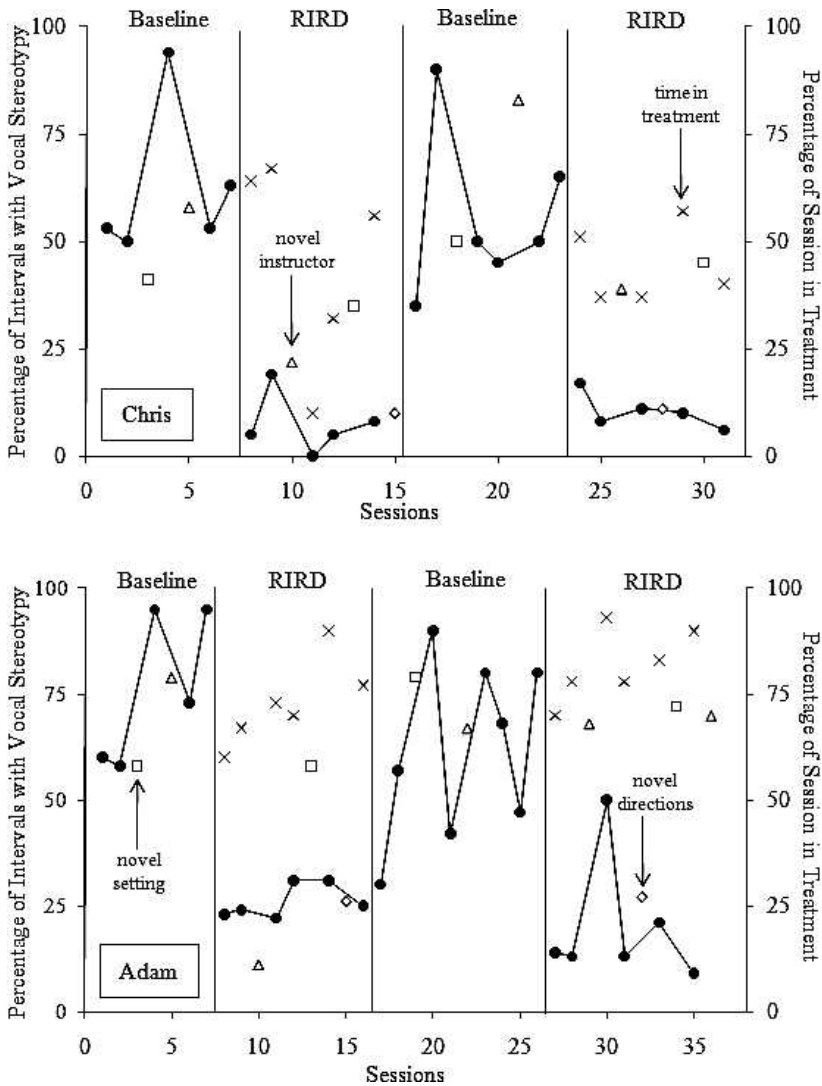 Baseline RIRD Baseline RIRD
Percentage of Intervals with Vocal Stereotypy
100
75
50
25
0
novel
instructor
time in
treatment
Chris
100
75
50
25
0
Percentage of Session in
Treatment
0 5 10 15 20 25 30
Sessions
Baseline RIRD Baseline RIRD
Percentage of Intervals with Vocal Stereotypy
100
75
50
25
0
novel
setting
novel
directions
Adam
100
75
50
25
0
Percentage of Session in
Treatment
0 5 10 15 20 25 30 35
Sessions